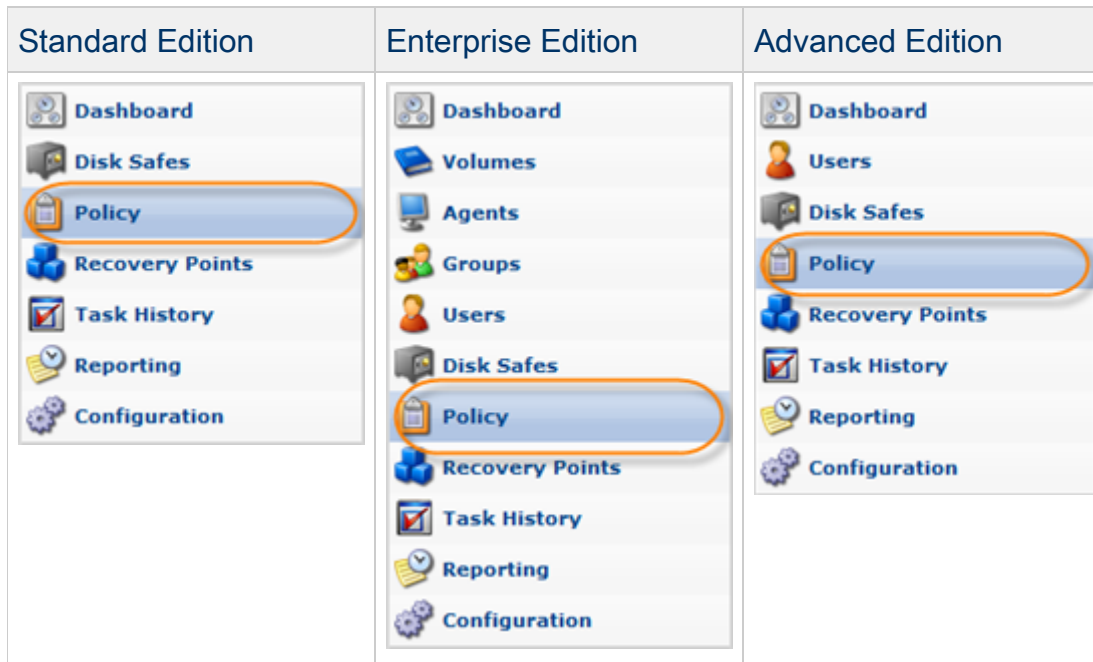 Standard Edition
Enterprise Edition
Advanced Edition
Dashboard
Disk Safes
Policy
Recovery Points
Task History
Reporting
Configuration
Dashboard
Volumes
Agents
Groups
Users
Disk Safes
Policy
Recovery Points
Task History
Reporting
Configuration
Dashboard
Users
Disk Safes
Policy
Recovery Points
Task History
Reporting
Configuration